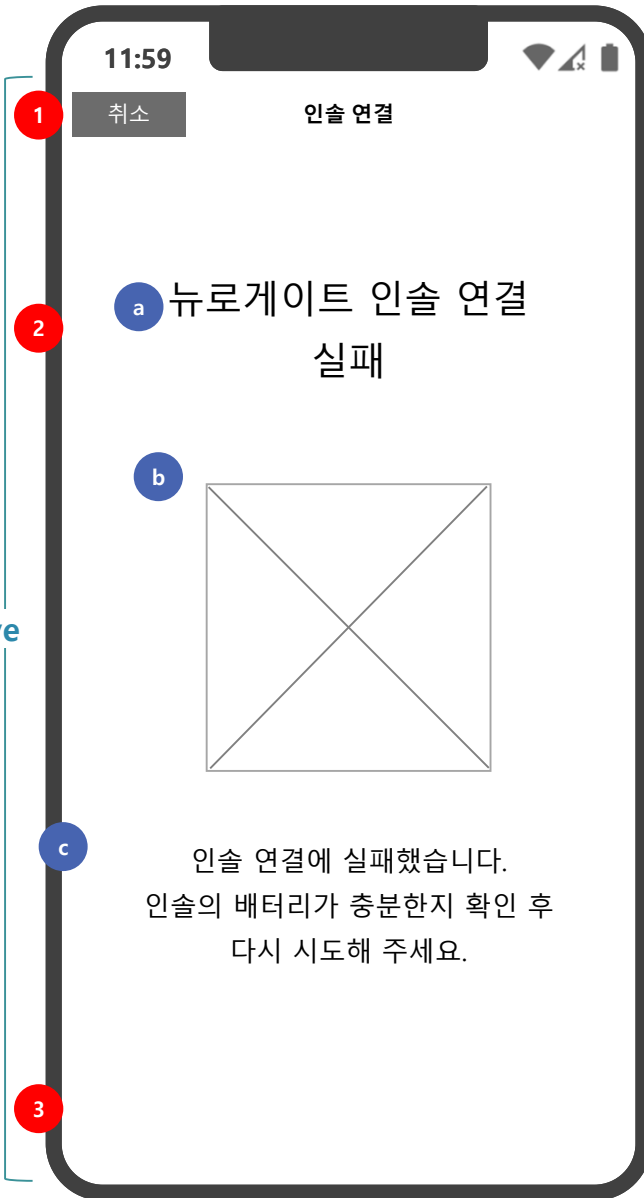 11:59
1
취소
인솔 연결
a
뉴로게이트 인솔 연결
2
실패
b
c
인솔 연결에 실패했습니다.
인솔의 배터리가 충분한지 확인 후
다시 시도해 주세요.
3